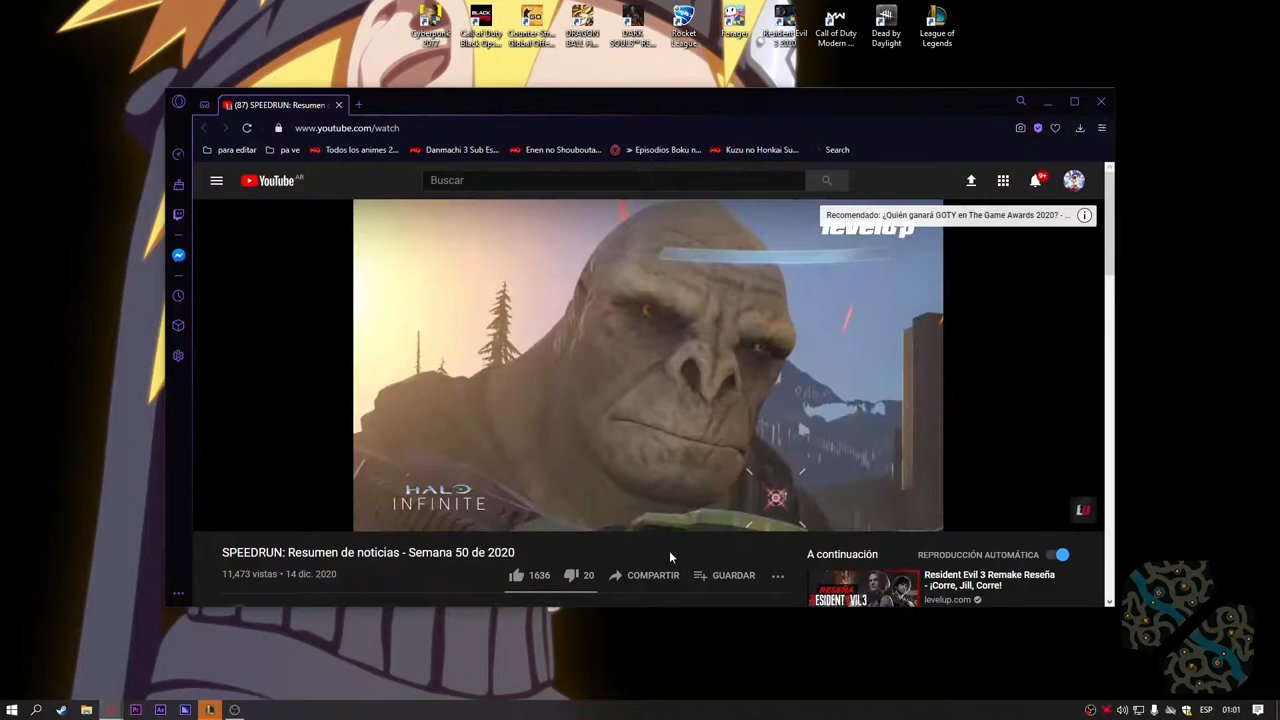 Cyberpunk 2077
Call of Duty Black Ops...
Counter-Str... Global Offe...
DRAGON BALL FI...
DARK SOULS™ RE...
Rocket League
Forager
Resident Evil 3 2020
Call of Duty Modern ...
Dead by Daylight
League of Legends
(87) SPEEDRUN: Resumen
www.youtube.com/watch
para editar
pa ve
Todos los animes 2...
Danmachi 3 Sub Es...
Enen no Shoubouta...
≫ Episodios Boku n...
Kuzu no Honkai Su...
Search
YouTube AR
Buscar
9+
Recomendado: ¿Quién ganará GOTY en The Game Awards 2020? - ...
levelup
HALO
INFINITE
SPEEDRUN: Resumen de noticias - Semana 50 de 2020
11,473 vistas • 14 dic. 2020
1636
20
COMPARTIR
GUARDAR
A continuación
REPRODUCCIÓN AUTOMÁTICA
RESEÑA
RESIDENT EVIL 3
Resident Evil 3 Remake Reseña
- ¡Corre, Jill, Corre!
levelup.com
Pr
Ae
ESP
01:01